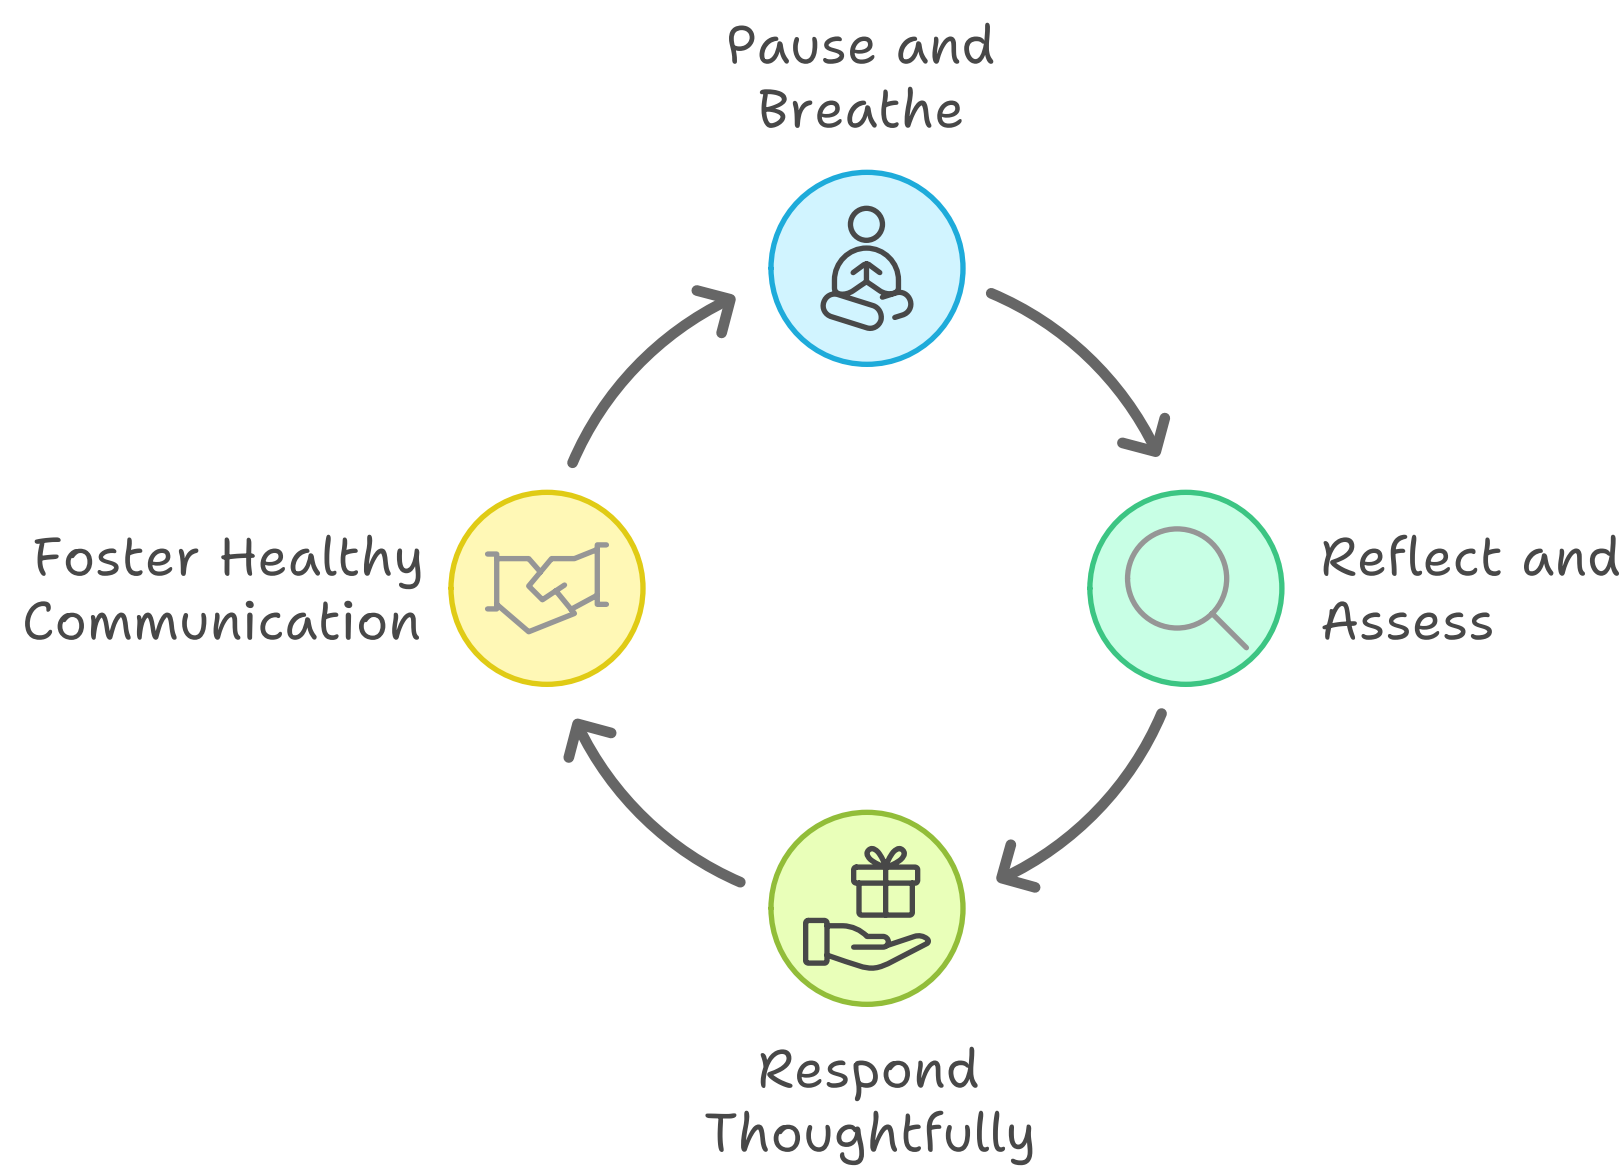 Pause and
Breathe
Reflect and
Assess
Respond
Thoughtfully
Foster Healthy
Communication